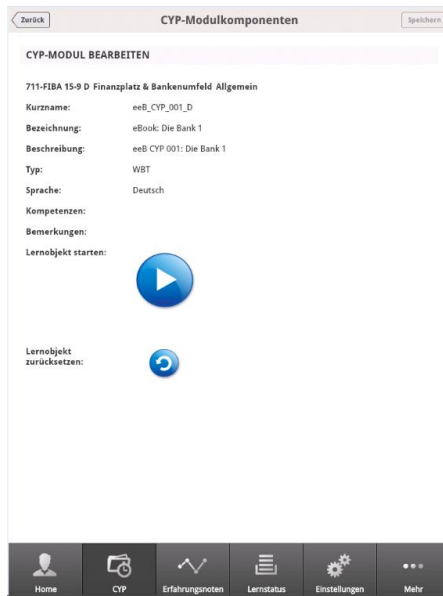 Zurück
CYP-Modulkomponenten
Speichern
CYP-MODUL BEARBEITEN
711-FIBA 15-9 D Finanzplatz & Bankenumfeld Allgemein
Kurzname: eeB_CYP_001_D
Bezeichnung: eBook: Die Bank 1
Beschreibung: eeB CYP 001: Die Bank 1
Typ: WBT
Sprache: Deutsch
Kompetenzen:
Bemerkungen:
Lernobjekt starten:
Lernobjekt
zurücksetzen:
Home
CYP
Erfahrungsnoten
Lernstatus
Einstellungen
Mehr